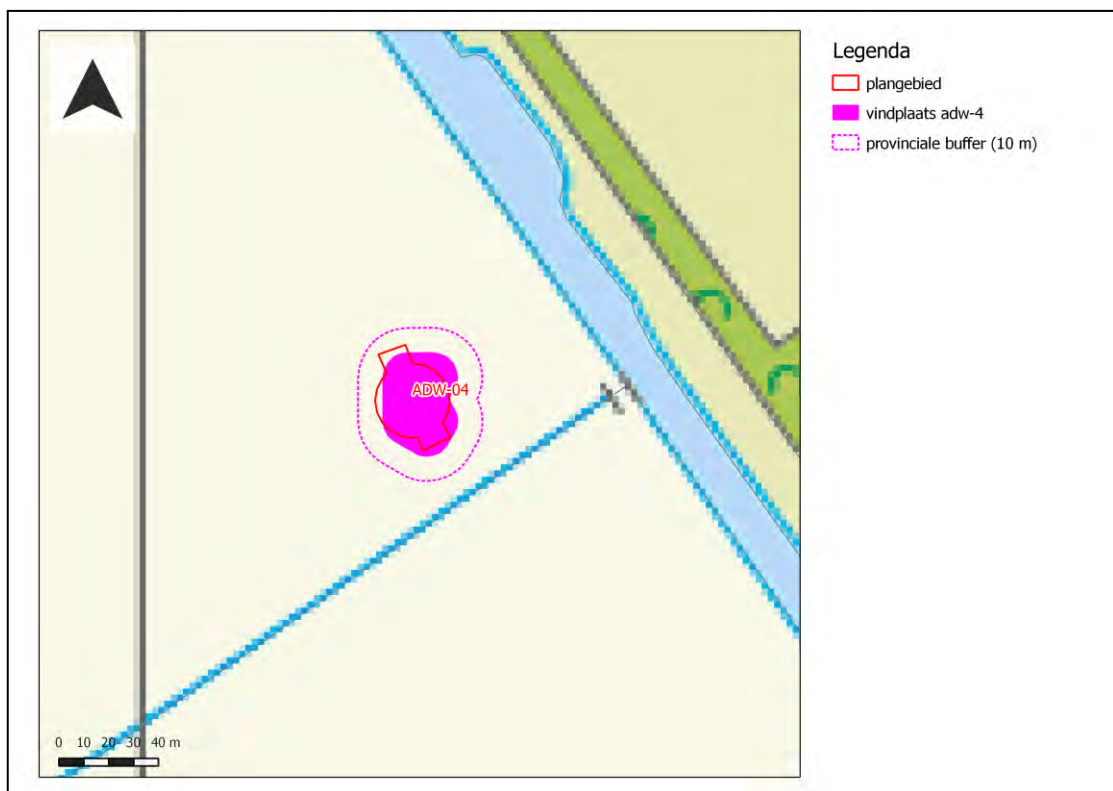 Legenda
plangebied
vindplaats adw-4
provinciale buffer (10 m)
ADW-04
0 10 20 30 40 m